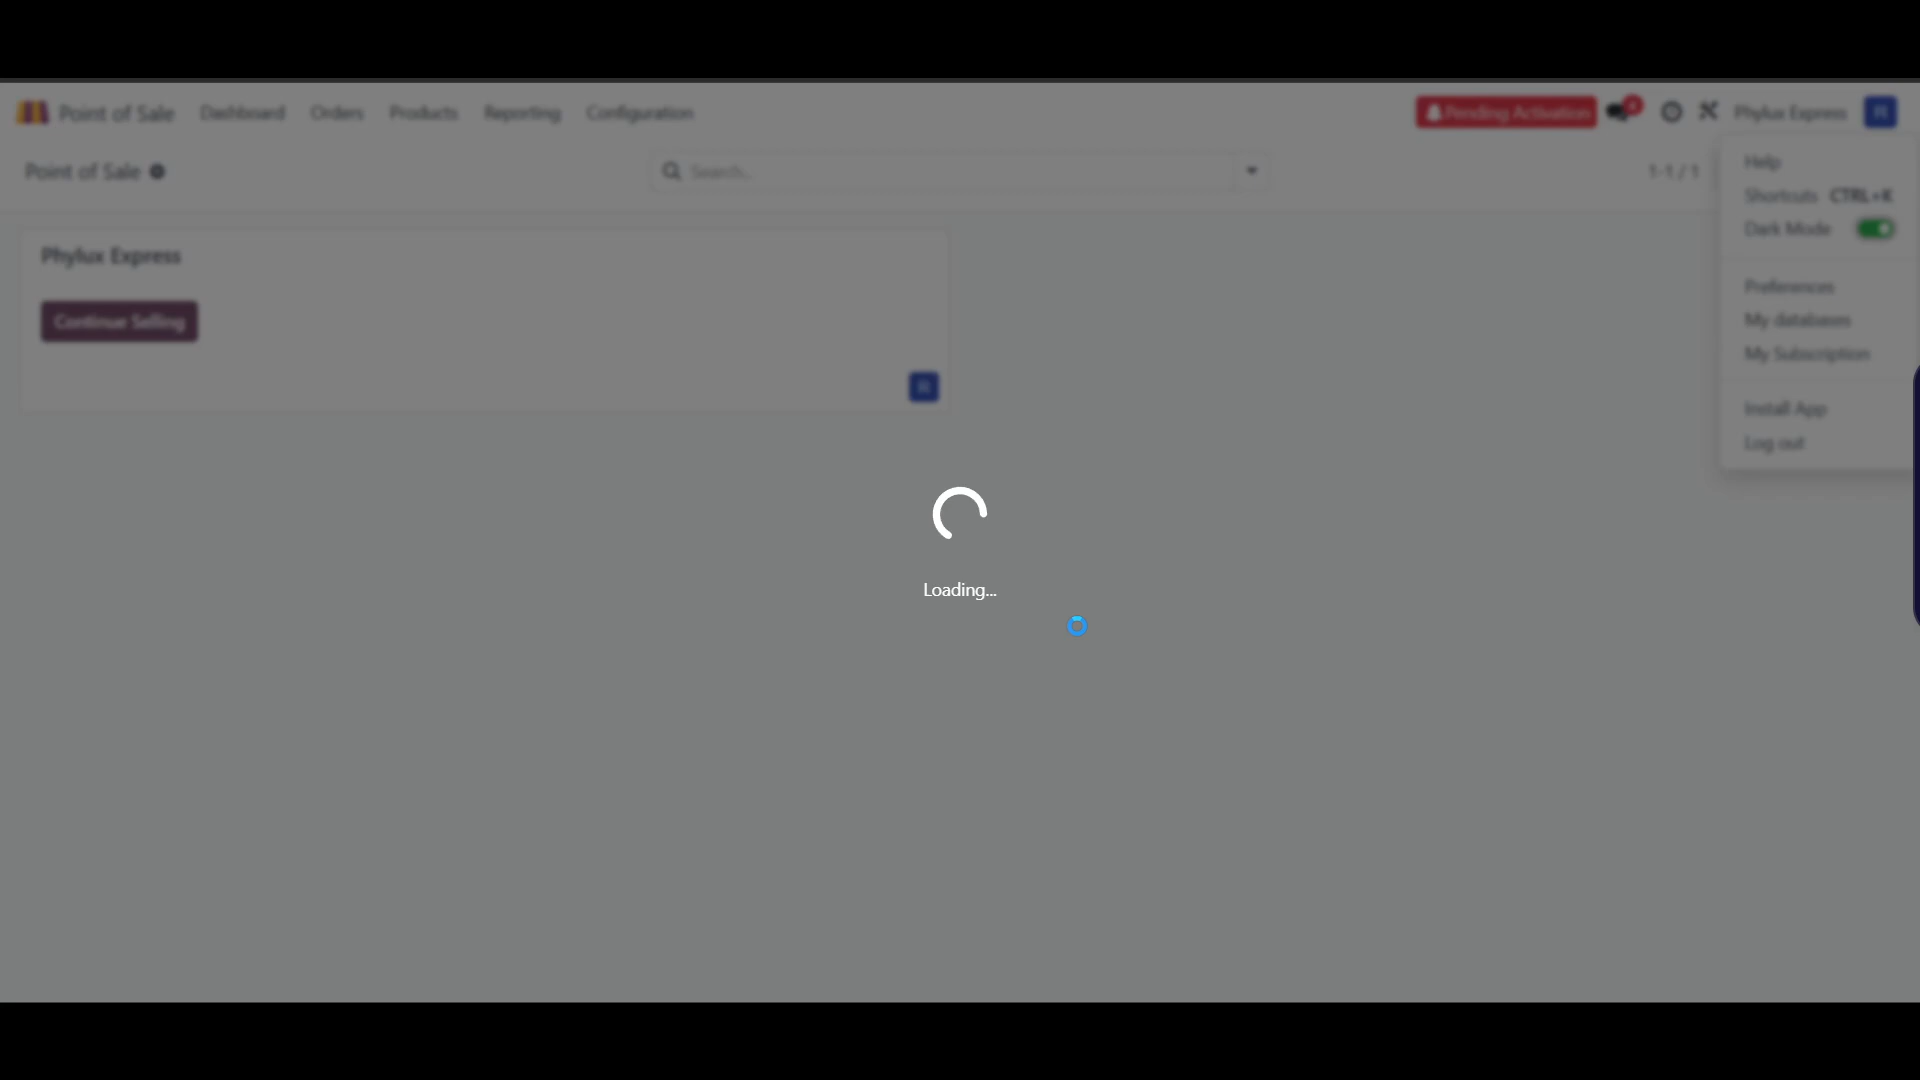 Point of Sale Dashboard Orders Products Reporting Configuration Pending Activation Phylux Express R
Point of Sale Search... 1-1 / 1
Help
Shortcuts CTRL+K
Dark Mode
Phylux Express
Preferences
Continue Selling
My databases
My Subscription
R
Install App
Log out
Loading...